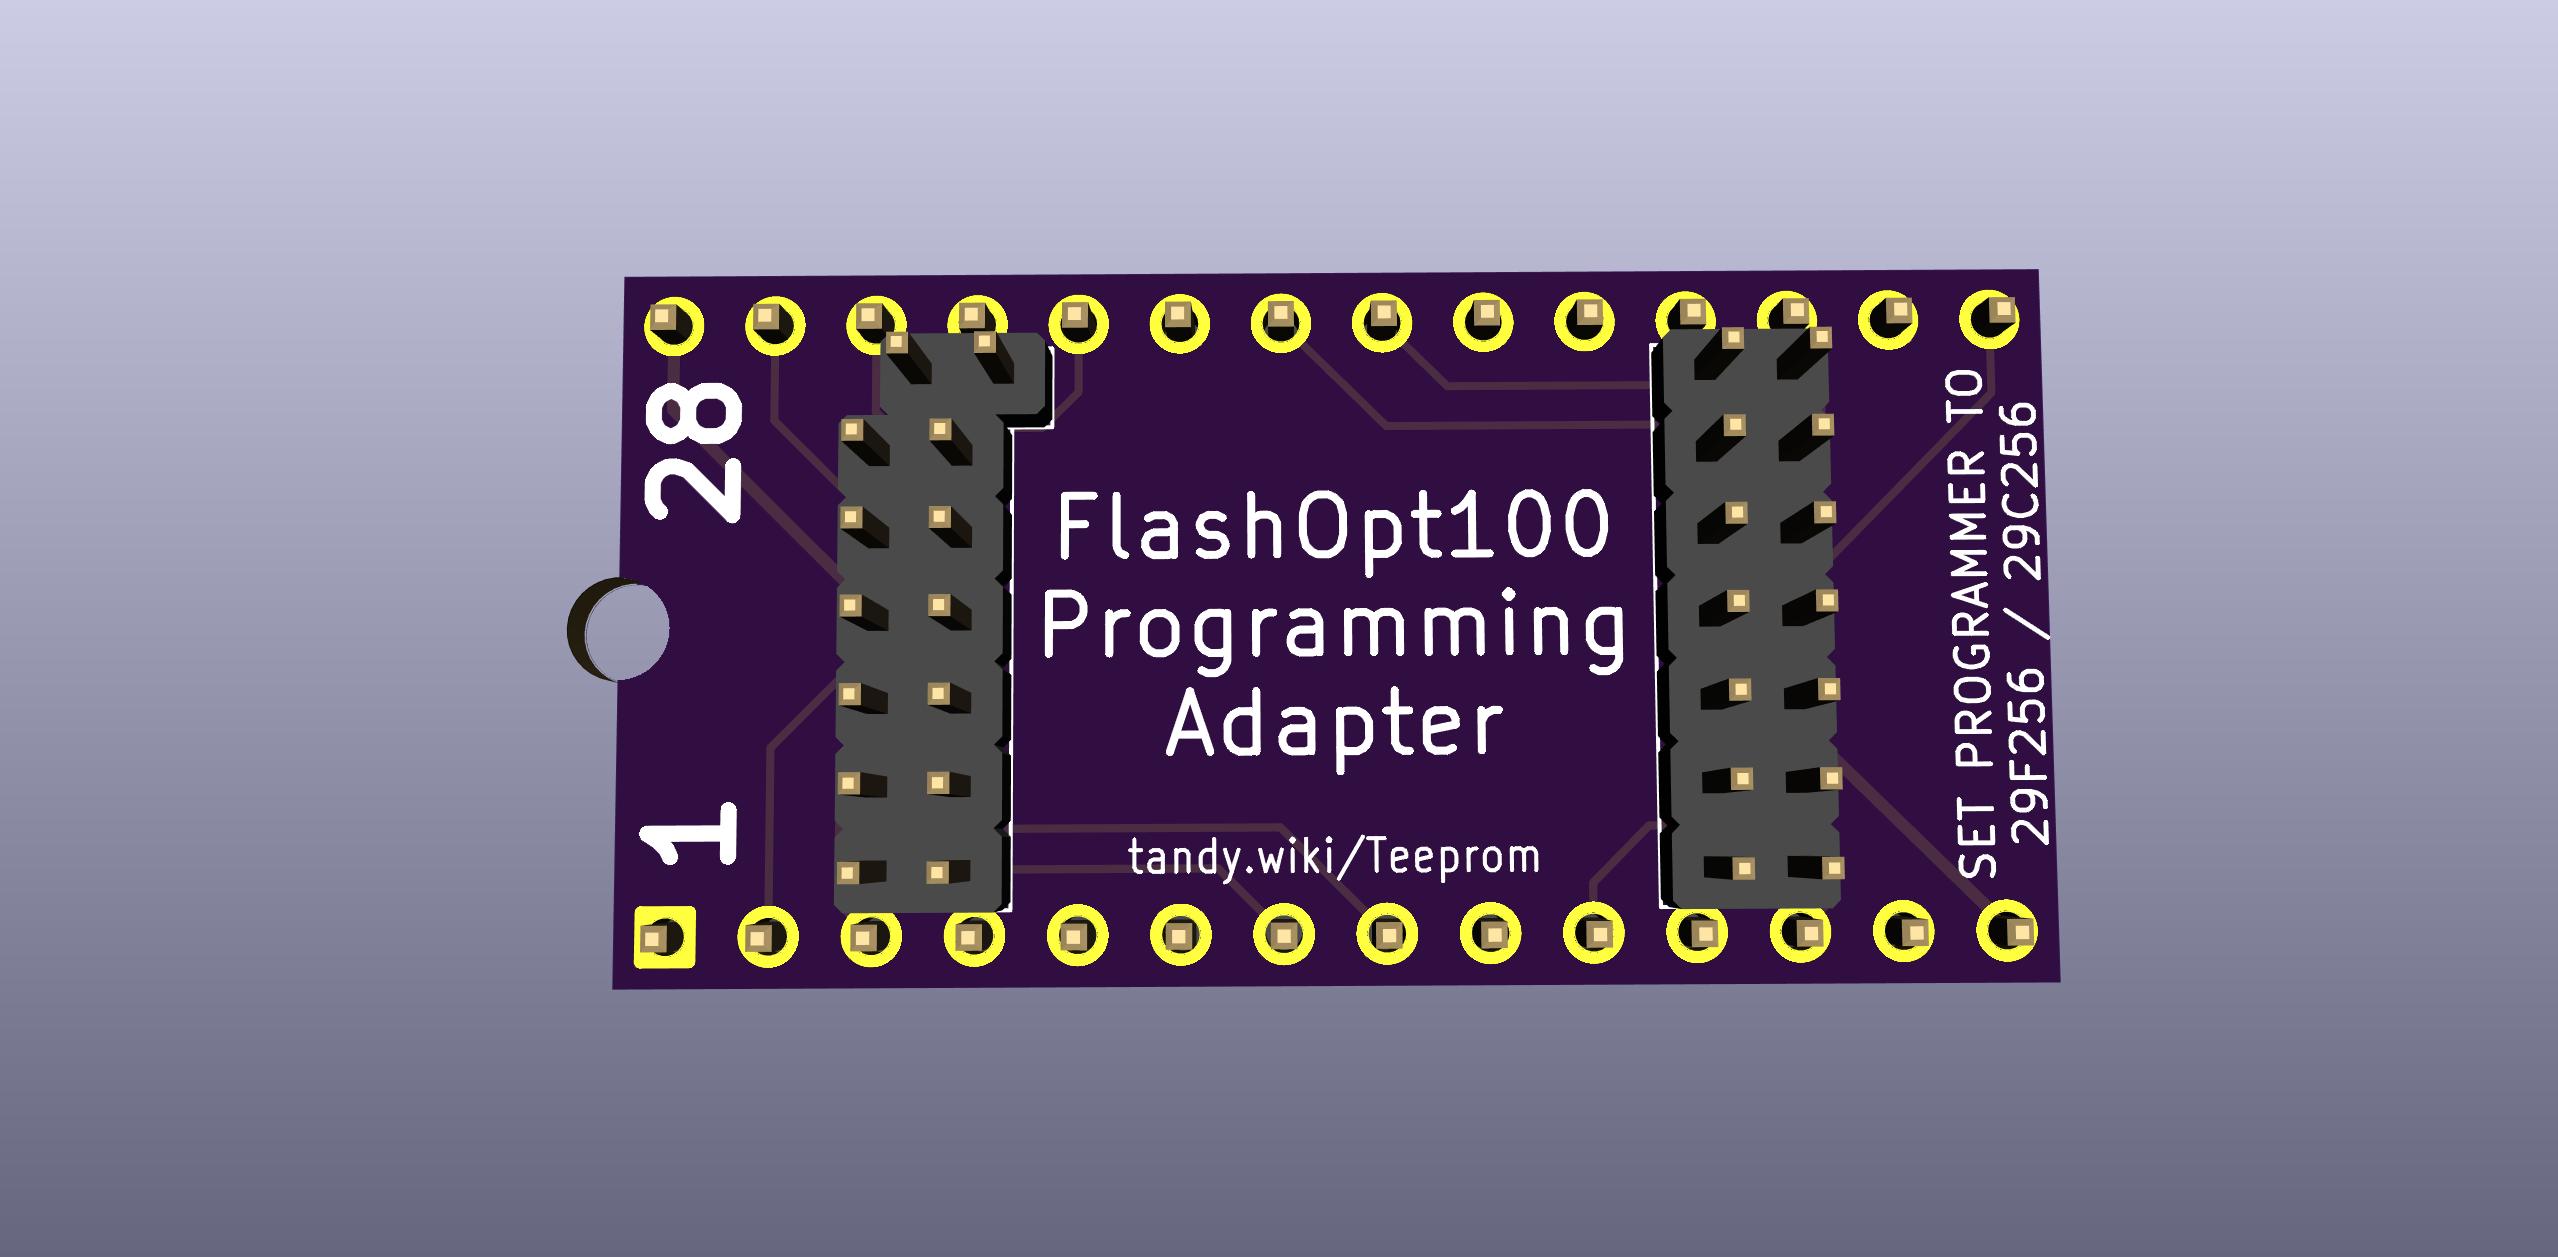 28
1
FlashOpt100
Programming
Adapter
tandy.wiki/Teeprom
SET PROGRAMMER TO
29F256 / 29C256